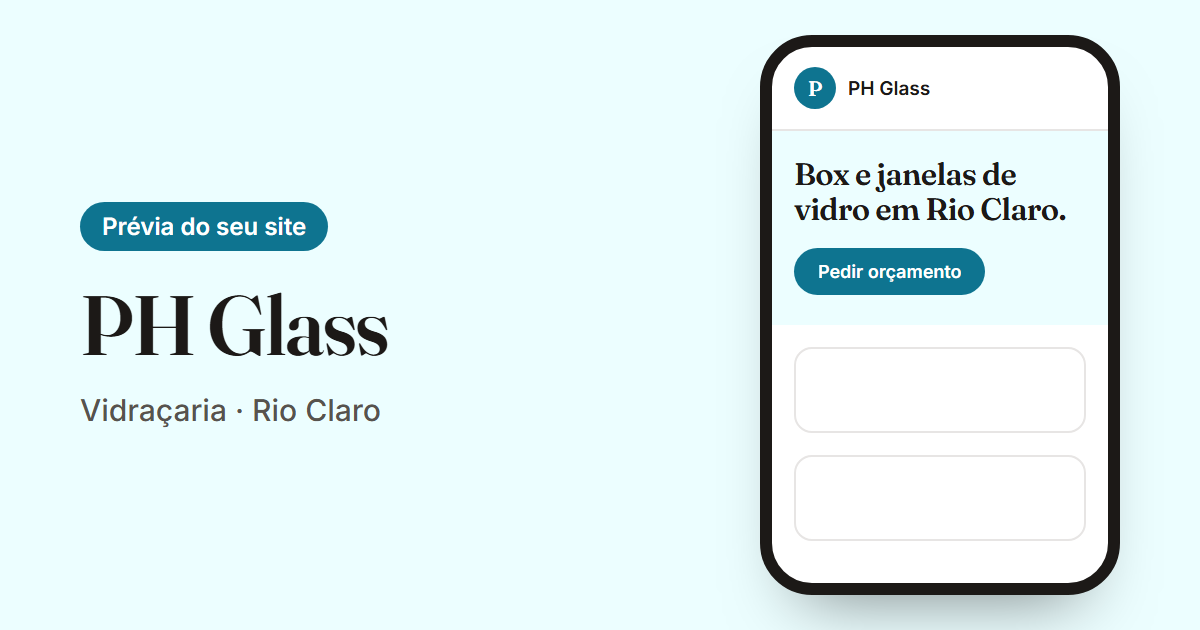 Prévia do seu site
PH Glass
Vidraçaria · Rio Claro
P
PH Glass
Box e janelas de
vidro em Rio Claro.
Pedir orçamento